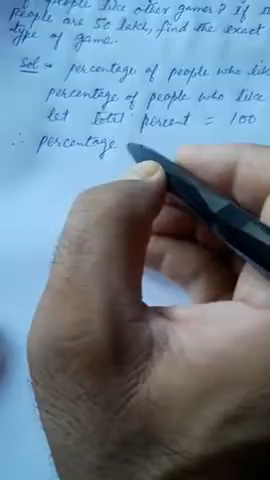 people like other games? If
people are 50 lakh, find the exact
type of game.
Sol → percentage of people who
percentage of people who like
let total percent = 100
∴ percentage